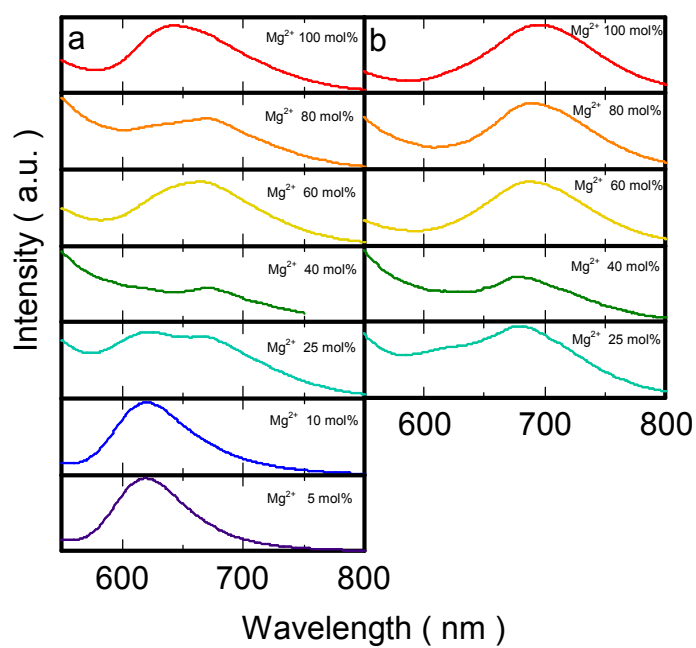 a
Mg²⁺ 100 mol%
b
Mg²⁺ 100 mol%
Mg²⁺ 80 mol%
Mg²⁺ 80 mol%
Mg²⁺ 60 mol%
Mg²⁺ 60 mol%
Mg²⁺ 40 mol%
Mg²⁺ 40 mol%
Mg²⁺ 25 mol%
Mg²⁺ 25 mol%
Mg²⁺ 10 mol%
Mg²⁺ 5 mol%
600 700 800
600 700 800
Intensity ( a.u. )
Wavelength ( nm )